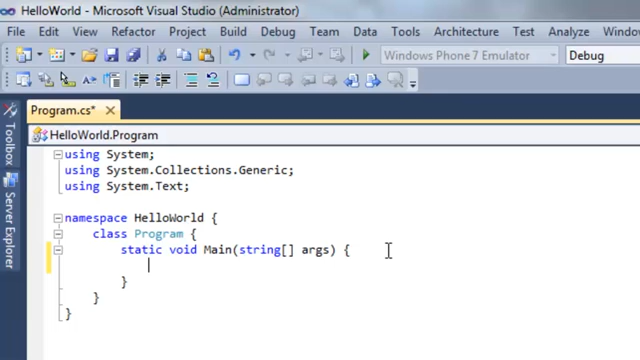 HelloWorld - Microsoft Visual Studio (Administrator)
File Edit View Refactor Project Build Debug Team Data Tools Architecture Test Analyze Window
Windows Phone 7 Emulator Debug
Program.cs*
HelloWorld.Program
Toolbox
Server Explorer
using System;
using System.Collections.Generic;
using System.Text;
namespace HelloWorld {
class Program {
static void Main(string[] args) {
}
}
}